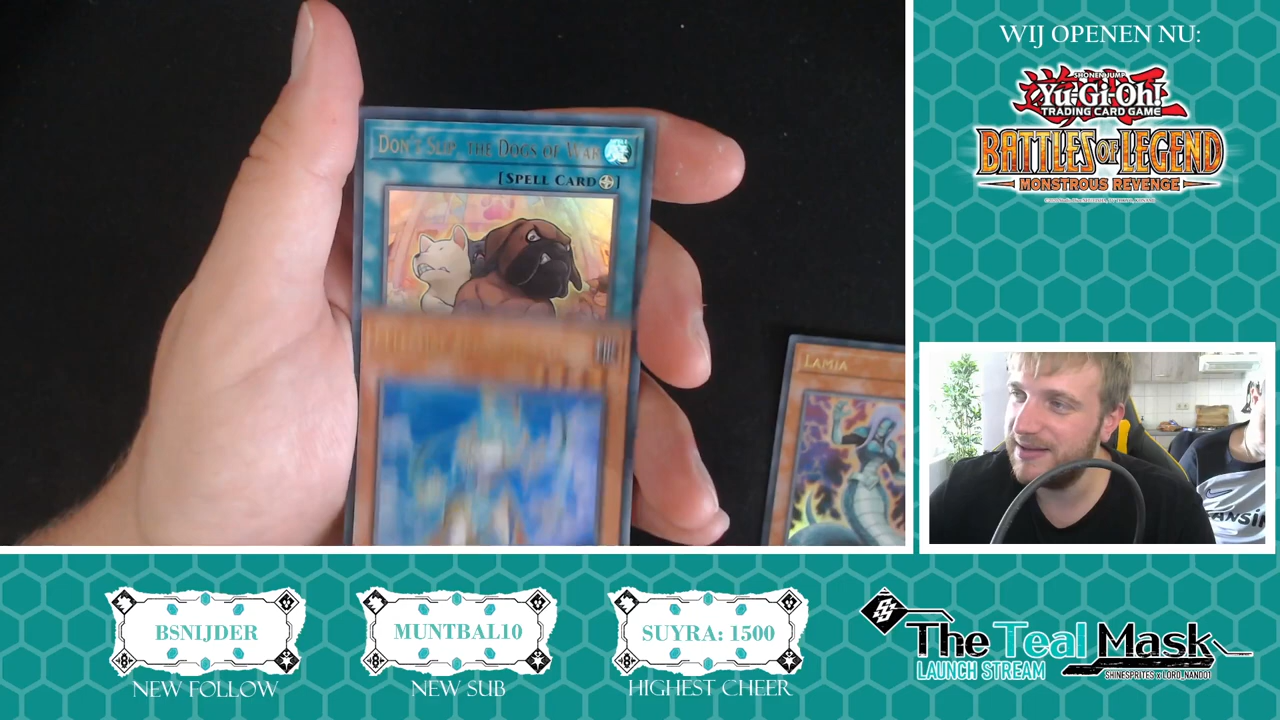 DON'T SLIP, THE DOGS OF WAR
[SPELL CARD]
LAMIA
WIJ OPENEN NU:
SHONEN JUMP
Yu-Gi-Oh!
TRADING CARD GAME
BATTLES OF LEGEND
MONSTROUS REVENGE
BSNIJDER
NEW FOLLOW
MUNTBAL10
NEW SUB
SUYRA: 1500
HIGHEST CHEER
The Teal Mask
LAUNCH STREAM
SHINESPRITES X LORD_NANDO1